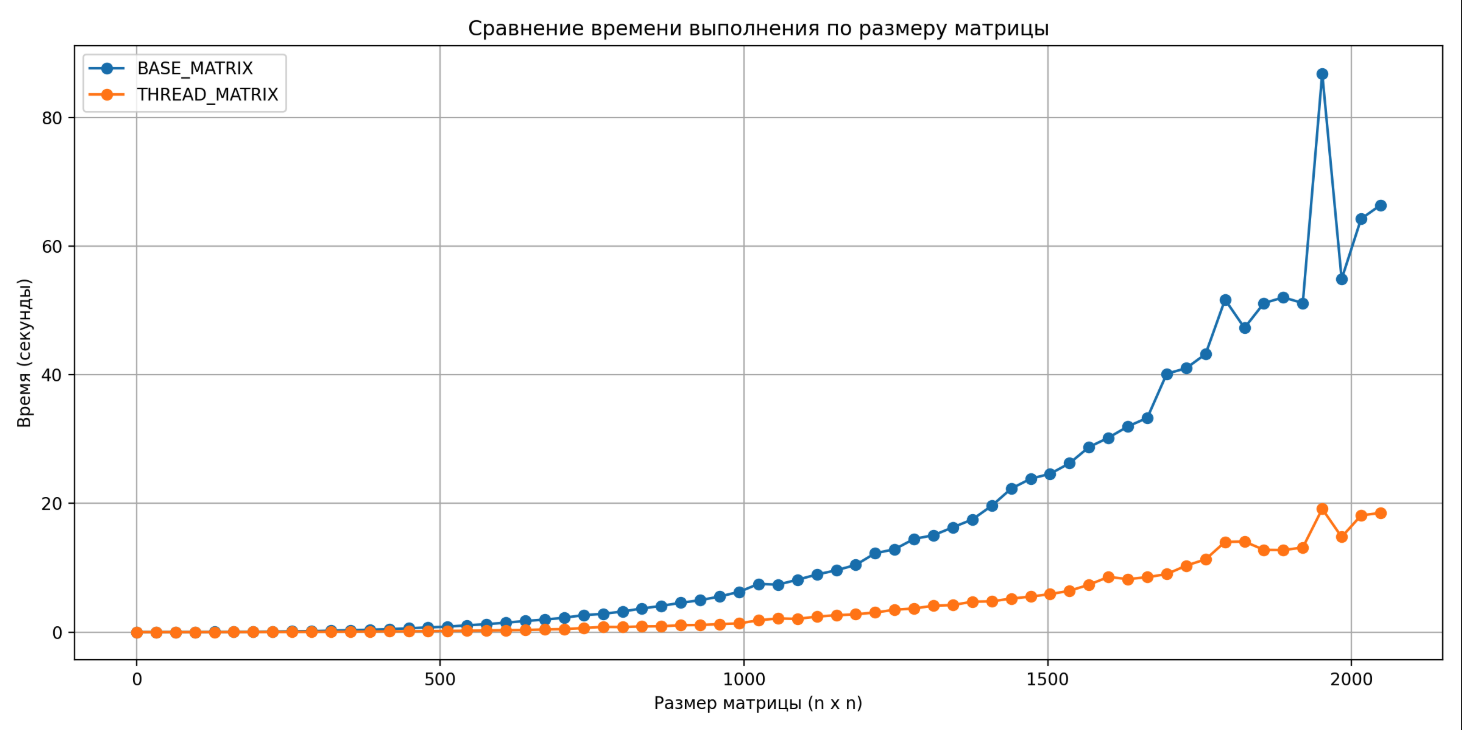 Сравнение времени выполнения по размеру матрицы
BASE_MATRIX
THREAD_MATRIX
80
60
40
20
0
Время (секунды)
0 500 1000 1500 2000
Размер матрицы (n x n)